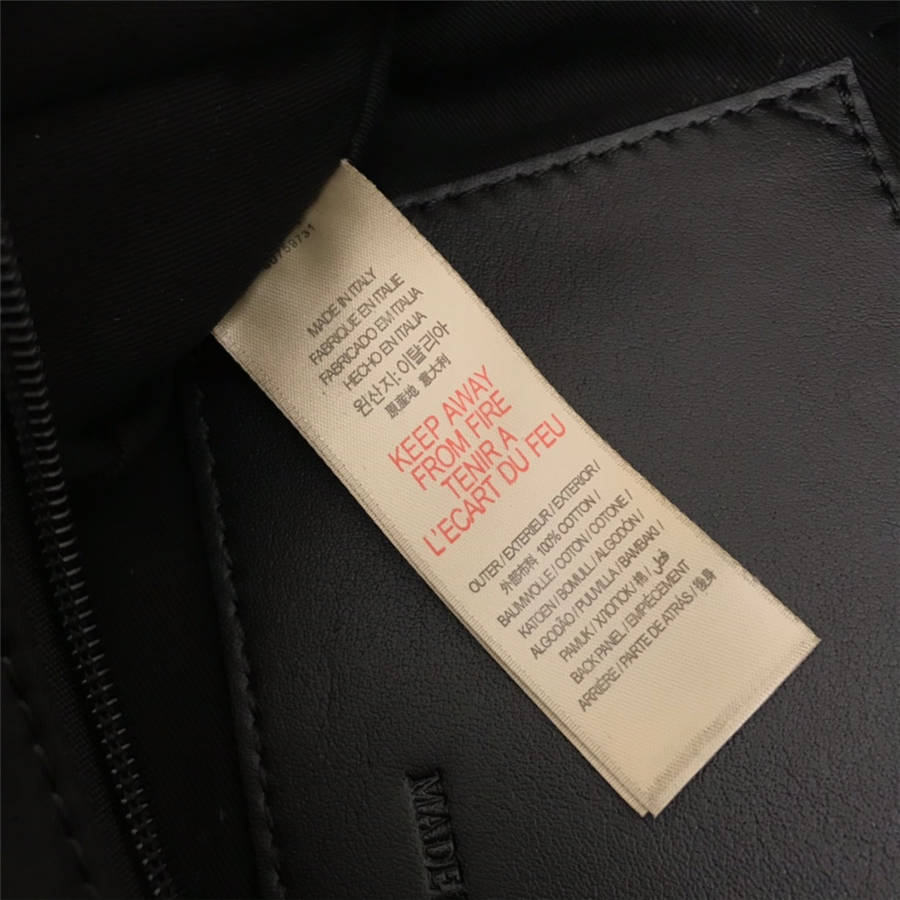 MADE IN ITALY
FABRIQUE EN ITALIE
FABRICADO EM ITALIA
HECHO EN ITALIA
원산지: 이탈리아
原産地 意大利
KEEP AWAY
FROM FIRE
TENIR A
L'ECART DU FEU
OUTER / EXTERIEUR / EXTERIOR /
外部布料 100% COTTON /
BAUMWOLLE / COTON / COTONE /
KATOEN / BOMULL / ALGODÓN /
ALGODÃO / PUUVILLA / BAMBAKI /
PAMUK / ХЛОПОК / 棉 / قطن /
BACK PANEL / EMPIÈCEMENT
ARRIÈRE / PARTE DE ATRÁS / 後身
MADE